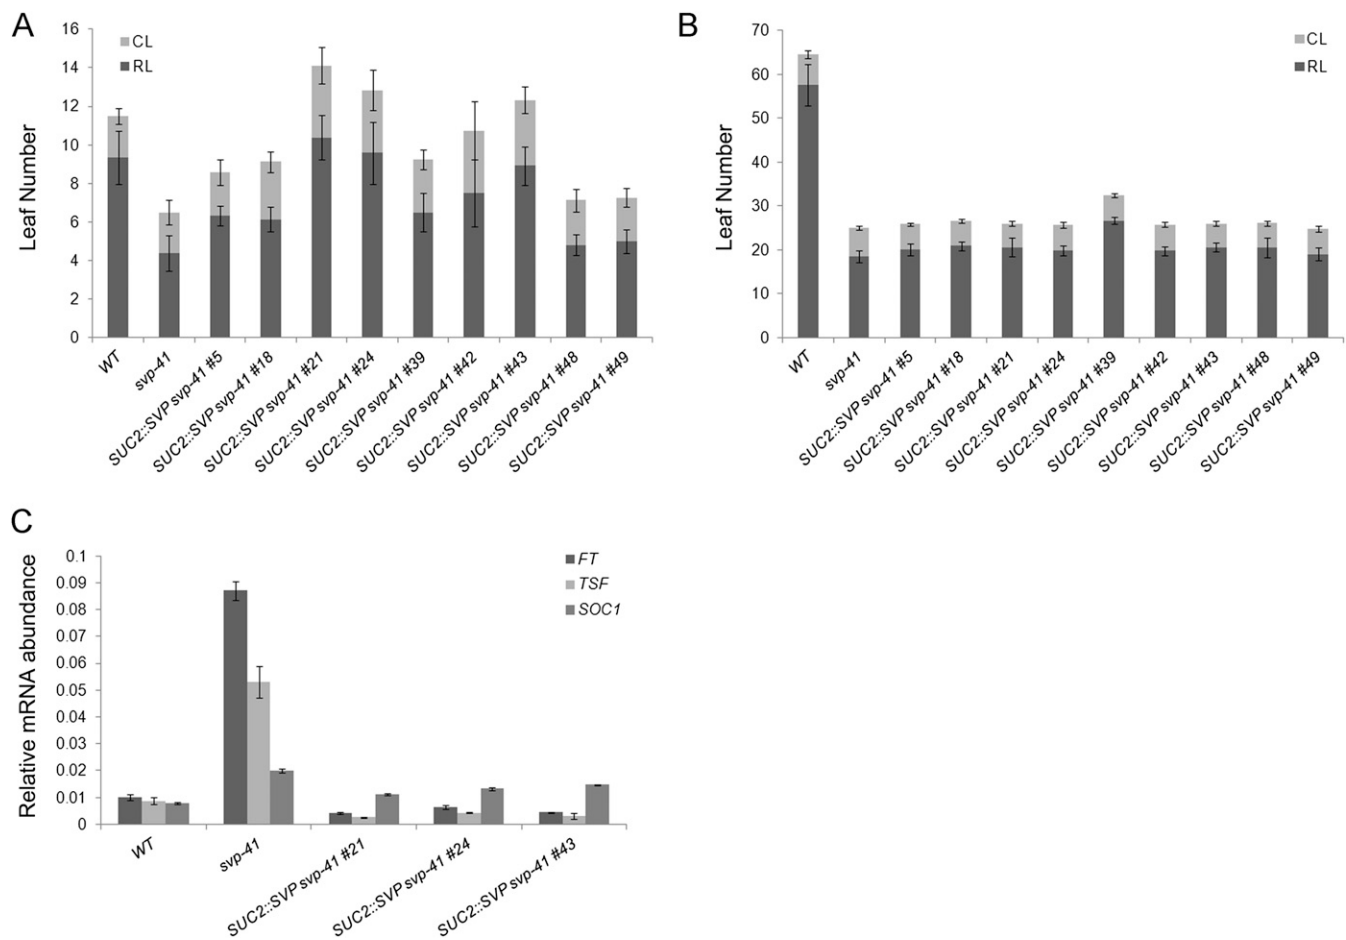 A
CL
RL
Leaf Number
16
14
12
10
8
6
4
2
0
WT
svp-41
SUC2::SVP svp-41 #5
SUC2::SVP svp-41 #18
SUC2::SVP svp-41 #21
SUC2::SVP svp-41 #24
SUC2::SVP svp-41 #39
SUC2::SVP svp-41 #42
SUC2::SVP svp-41 #43
SUC2::SVP svp-41 #48
SUC2::SVP svp-41 #49
B
CL
RL
Leaf Number
70
60
50
40
30
20
10
0
WT
svp-41
SUC2::SVP svp-41 #5
SUC2::SVP svp-41 #18
SUC2::SVP svp-41 #21
SUC2::SVP svp-41 #24
SUC2::SVP svp-41 #39
SUC2::SVP svp-41 #42
SUC2::SVP svp-41 #43
SUC2::SVP svp-41 #48
SUC2::SVP svp-41 #49
C
FT
TSF
SOC1
Relative mRNA abundance
0.1
0.09
0.08
0.07
0.06
0.05
0.04
0.03
0.02
0.01
0
WT
svp-41
SUC2::SVP svp-41 #21
SUC2::SVP svp-41 #24
SUC2::SVP svp-41 #43